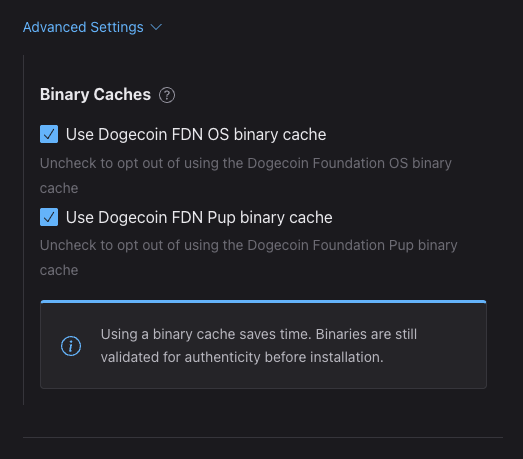 Advanced Settings
Binary Caches ?
Use Dogecoin FDN OS binary cache
Uncheck to opt out of using the Dogecoin Foundation OS binary
cache
Use Dogecoin FDN Pup binary cache
Uncheck to opt out of using the Dogecoin Foundation Pup binary
cache
Using a binary cache saves time. Binaries are still
validated for authenticity before installation.